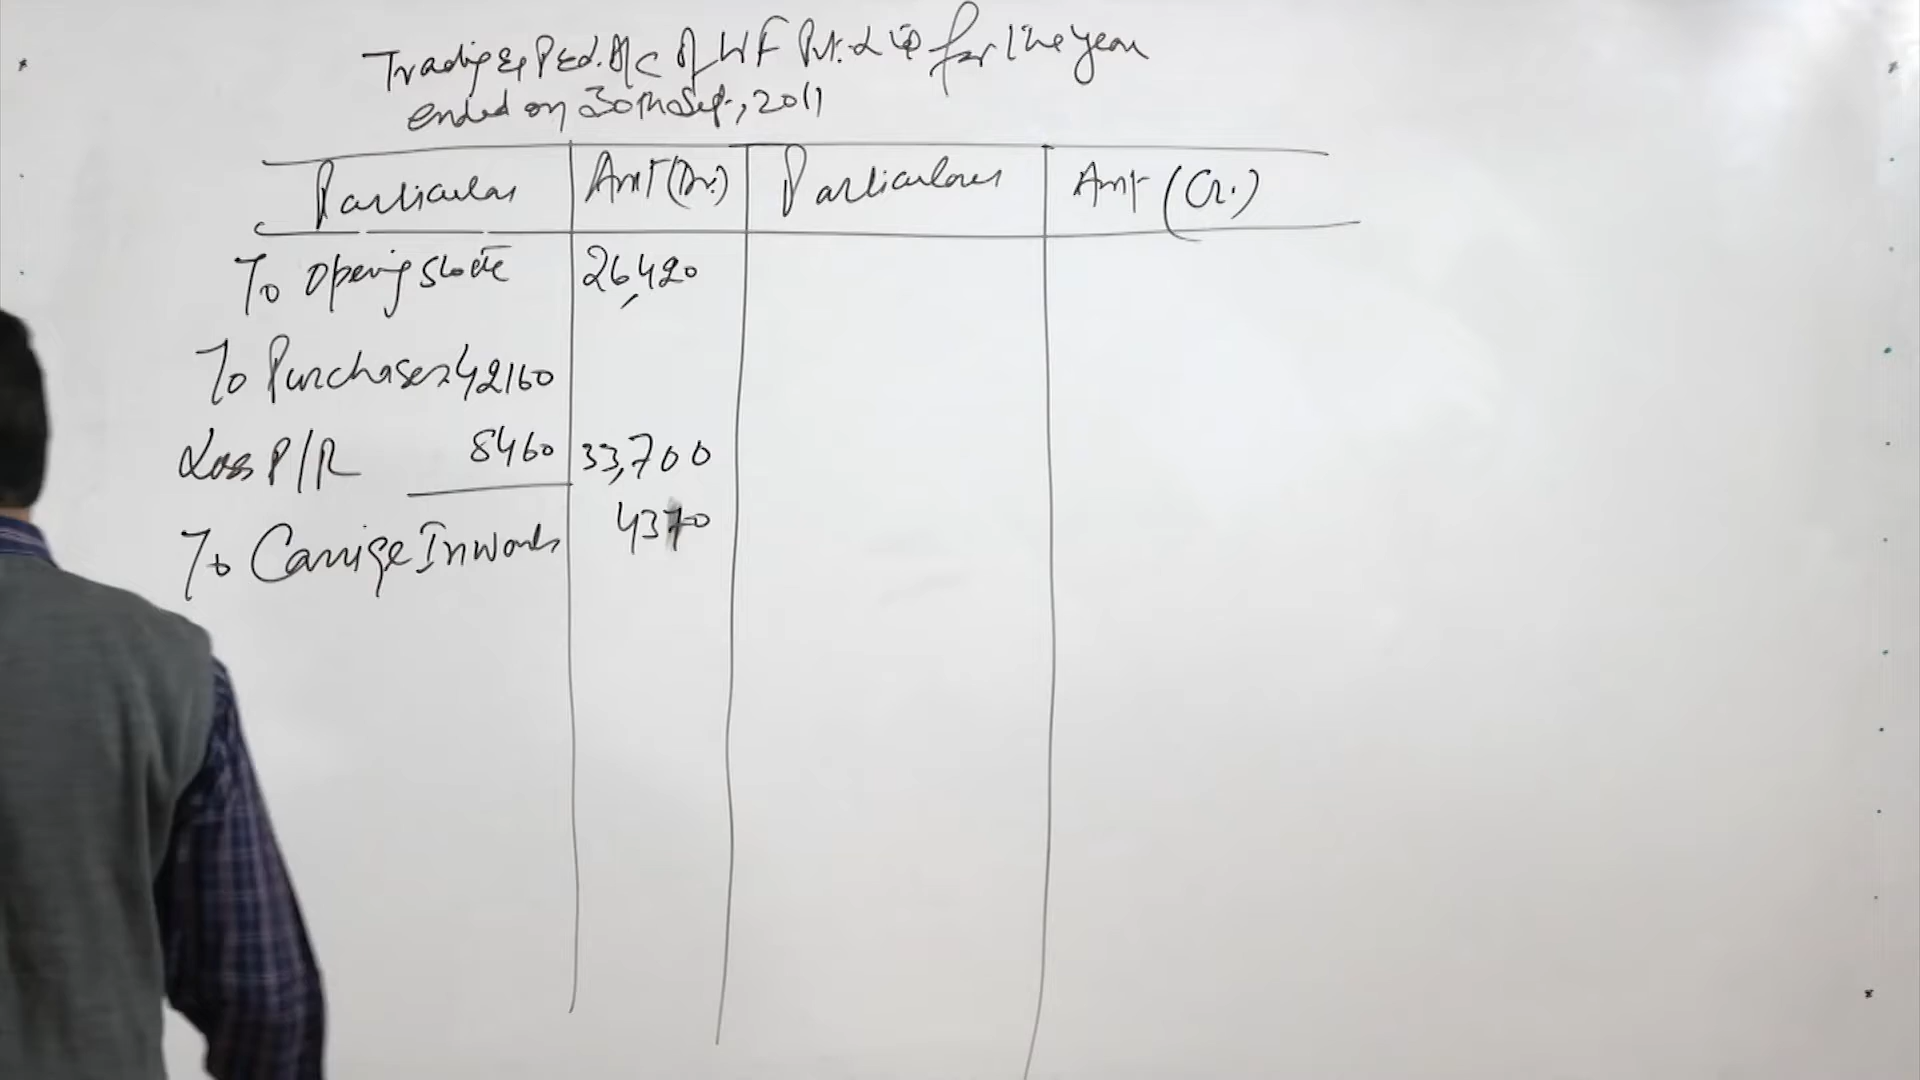 Trading & P&L A/c of WF Pvt. Ltd for the year
ended on 30th Sep., 2011
Particulars Amt (Dr.) Particulars Amt (Cr.)
To Opening Stock 26,420
To Purchases 42160
Less P/R 8460 33,700
To Carrige Inwards 4370